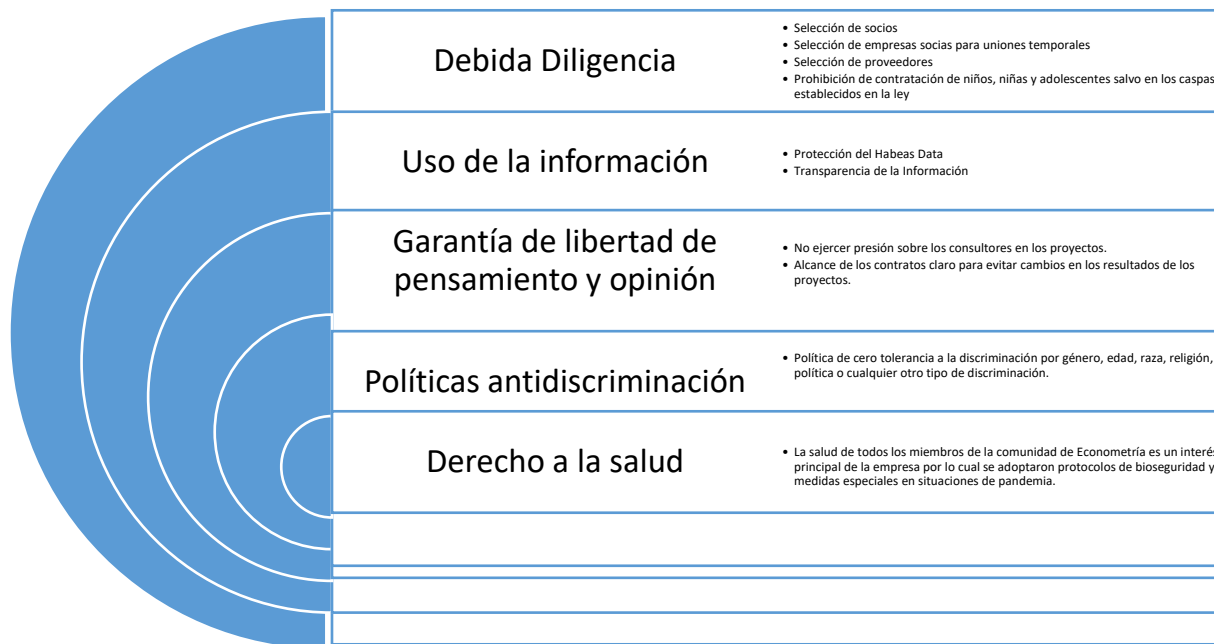 Debida Diligencia
• Selección de socios
• Selección de empresas socias para uniones temporales
• Selección de proveedores
• Prohibición de contratación de niños, niñas y adolescentes salvo en los caspas
establecidos en la ley
Uso de la información
• Protección del Habeas Data
• Transparencia de la Información
Garantía de libertad de
pensamiento y opinión
• No ejercer presión sobre los consultores en los proyectos.
• Alcance de los contratos claro para evitar cambios en los resultados de los
proyectos.
Políticas antidiscriminación
• Política de cero tolerancia a la discriminación por género, edad, raza, religión,
política o cualquier otro tipo de discriminación.
Derecho a la salud
• La salud de todos los miembros de la comunidad de Econometría es un interés
principal de la empresa por lo cual se adoptaron protocolos de bioseguridad y
medidas especiales en situaciones de pandemia.